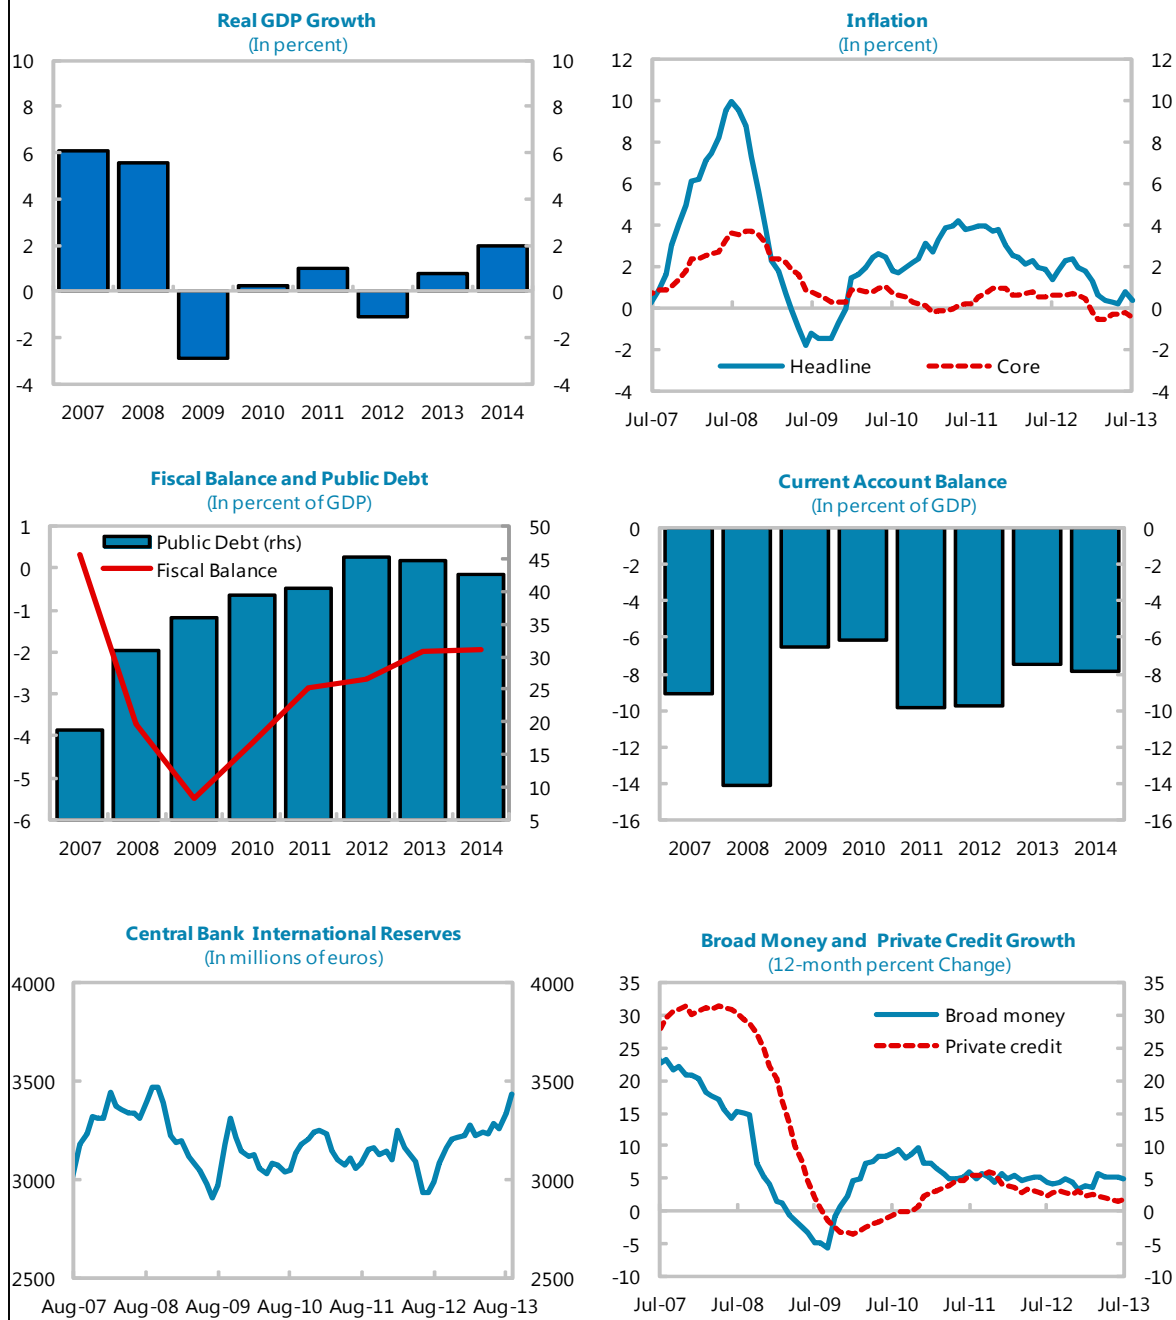 Real GDP Growth
(In percent)
10 10
8 8
6 6
4 4
2 2
0 0
-2 -2
-4 -4
2007 2008 2009 2010 2011 2012 2013 2014
Inflation
(In percent)
12 12
10 10
8 8
6 6
4 4
2 2
0 0
-2 -2
Headline Core
-4 -4
Jul-07 Jul-08 Jul-09 Jul-10 Jul-11 Jul-12 Jul-13
Fiscal Balance and Public Debt
(In percent of GDP)
Public Debt (rhs)
Fiscal Balance
1
0
-1
-2
-3
-4
-5
-6
50
45
40
35
30
25
20
15
10
5
2007 2008 2009 2010 2011 2012 2013 2014
Current Account Balance
(In percent of GDP)
0 0
-2 -2
-4 -4
-6 -6
-8 -8
-10 -10
-12 -12
-14 -14
-16 -16
2007 2008 2009 2010 2011 2012 2013 2014
Central Bank International Reserves
(In millions of euros)
4000 4000
3500 3500
3000 3000
2500 2500
Aug-07 Aug-08 Aug-09 Aug-10 Aug-11 Aug-12 Aug-13
Broad Money and Private Credit Growth
(12-month percent Change)
Broad money
Private credit
35 35
30 30
25 25
20 20
15 15
10 10
5 5
0 0
-5 -5
-10 -10
Jul-07 Jul-08 Jul-09 Jul-10 Jul-11 Jul-12 Jul-13